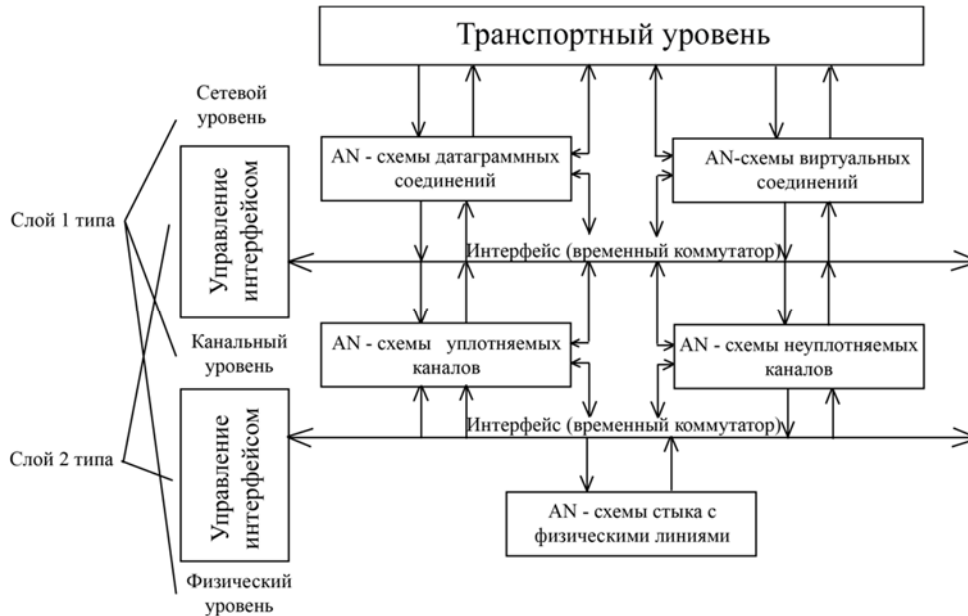 Транспортный уровень
Сетевой
уровень
AN - схемы датаграммных
соединений
AN-схемы виртуальных
соединений
Управление
интерфейсом
Слой 1 типа
Интерфейс (временный коммутатор)
Канальный
уровень
AN - схемы уплотняемых
каналов
AN - схемы неуплотняемых
каналов
Интерфейс (временный коммутатор)
Слой 2 типа
Управление
интерфейсом
AN - схемы стыка с
физическими линиями
Физический
уровень